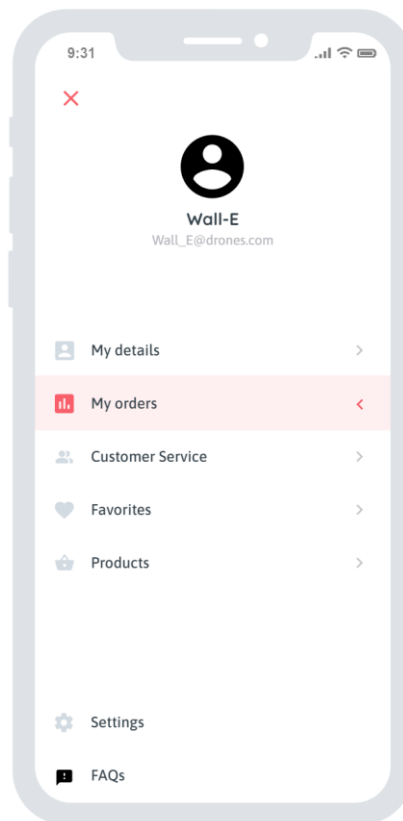 9:31
Wall-E
Wall_E@drones.com
My details
My orders
Customer Service
Favorites
Products
Settings
FAQs